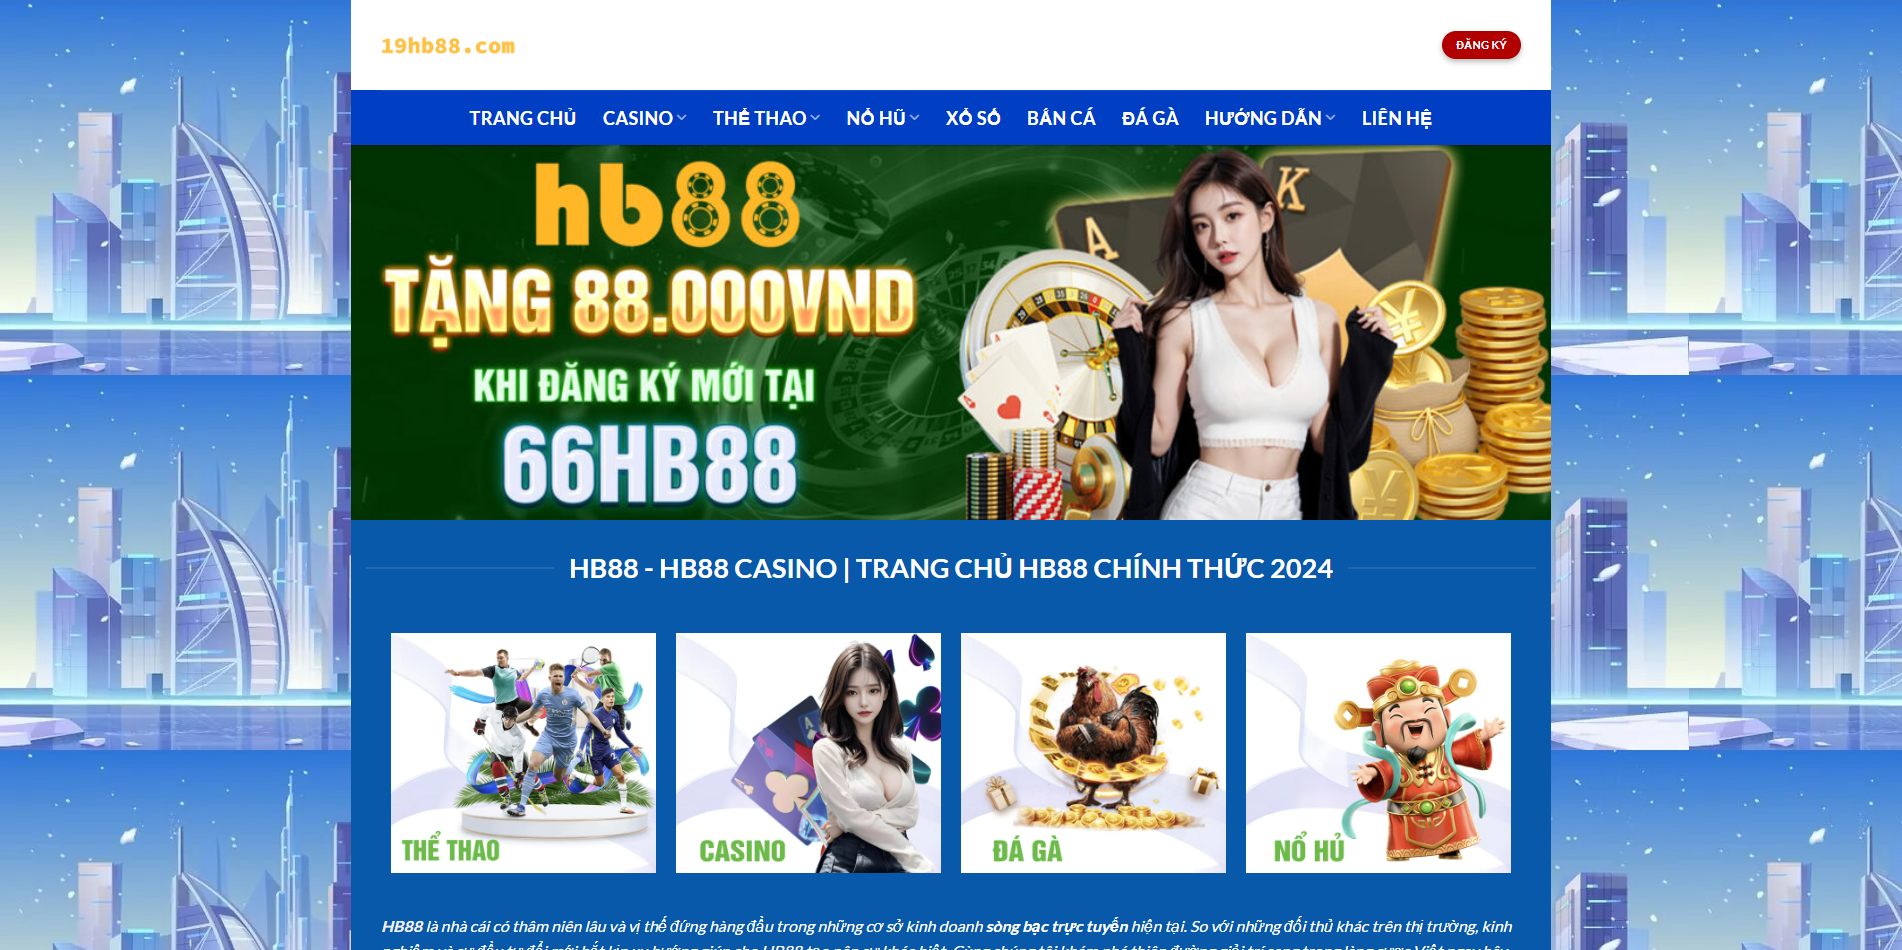 19hb88.com
ĐĂNG KÝ
TRANG CHỦ CASINO THỂ THAO NỔ HŨ XỔ SỐ BẮN CÁ ĐÁ GÀ HƯỚNG DẪN LIÊN HỆ
hb88
TẶNG 88.000VND
KHI ĐĂNG KÝ MỚI TẠI
66HB88
A
K
HB88 - HB88 CASINO | TRANG CHỦ HB88 CHÍNH THỨC 2024
THỂ THAO
CASINO
ĐÁ GÀ
NỔ HỦ
HB88 là nhà cái có thâm niên lâu và vị thế đứng hàng đầu trong những cơ sở kinh doanh sòng bạc trực tuyến hiện tại. So với những đối thủ khác trên thị trường, kinh